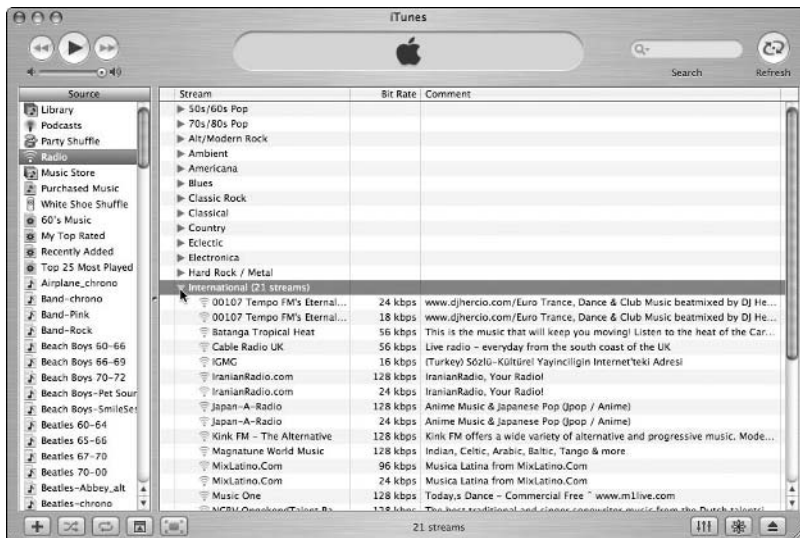 iTunes
Search
Refresh
Source
Library
Podcasts
Party Shuffle
Radio
Music Store
Purchased Music
White Shoe Shuffle
60's Music
My Top Rated
Recently Added
Top 25 Most Played
Airplane_chrono
Band-chrono
Band-Pink
Band-Rock
Beach Boys 60-66
Beach Boys 66-69
Beach Boys 70-72
Beach Boys-Pet Soun
Beach Boys-SmileSes
Beatles 60-64
Beatles 65-66
Beatles 67-70
Beatles 70-00
Beatles-Abbey_alt
Beatles-chrono
Stream Bit Rate Comment
50s/60s Pop
70s/80s Pop
Alt/Modern Rock
Ambient
Americana
Blues
Classic Rock
Classical
Country
Eclectic
Electronica
Hard Rock / Metal
International (21 streams)
00107 Tempo FM's Eternal... 24 kbps www.djhercio.com/Euro Trance, Dance & Club Music beatmixed by DJ He...
00107 Tempo FM's Eternal... 18 kbps www.djhercio.com/Euro Trance, Dance & Club Music beatmixed by DJ He...
Batanga Tropical Heat 56 kbps This is the music that will keep you moving! Listen to the heat of the Car...
Cable Radio UK 56 kbps Live radio - everyday from the south coast of the UK
IGMG 16 kbps (Turkey) Sözlü-Kültürel Yayinciligin Internet'teki Adresi
IranianRadio.com 128 kbps IranianRadio, Your Radio!
IranianRadio.com 24 kbps IranianRadio, Your Radio!
Japan-A-Radio 128 kbps Anime Music & Japanese Pop (Jpop / Anime)
Japan-A-Radio 24 kbps Anime Music & Japanese Pop (Jpop / Anime)
Kink FM - The Alternative 128 kbps Kink FM offers a wide variety of alternative and progressive music. Mode...
Magnatune World Music 128 kbps Indian, Celtic, Arabic, Baltic, Tango & more
MixLatino.Com 96 kbps Musica Latina from MixLatino.Com
MixLatino.Com 24 kbps Musica Latina from MixLatino.Com
Music One 128 kbps Today,s Dance - Commercial Free ˆ www.m1live.com
128 kbps The best traditional and singer songwriter music from the Dutch talents!
21 streams